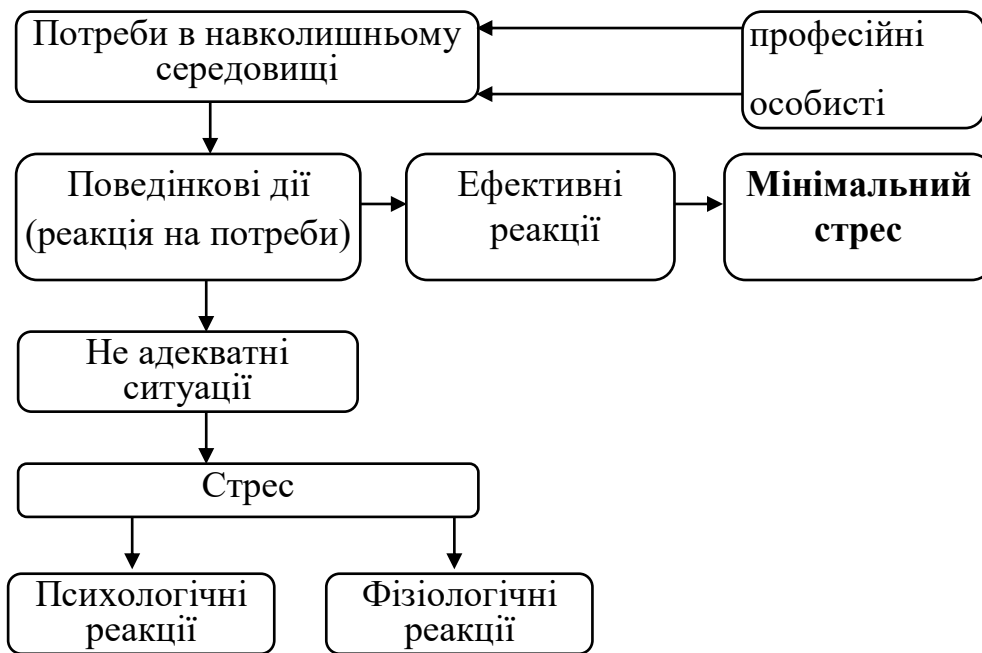 Потреби в навколишньому
середовищі
професійні
особисті
Поведінкові дії
(реакція на потреби)
Ефективні
реакції
Мінімальний
стрес
Не адекватні
ситуації
Стрес
Психологічні
реакції
Фізіологічні
реакції